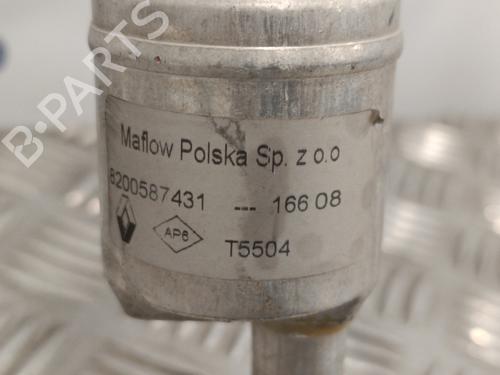 B-PARTS
Maflow Polska Sp. z o.o
8200587431 --- 166 08
AP6
T5504